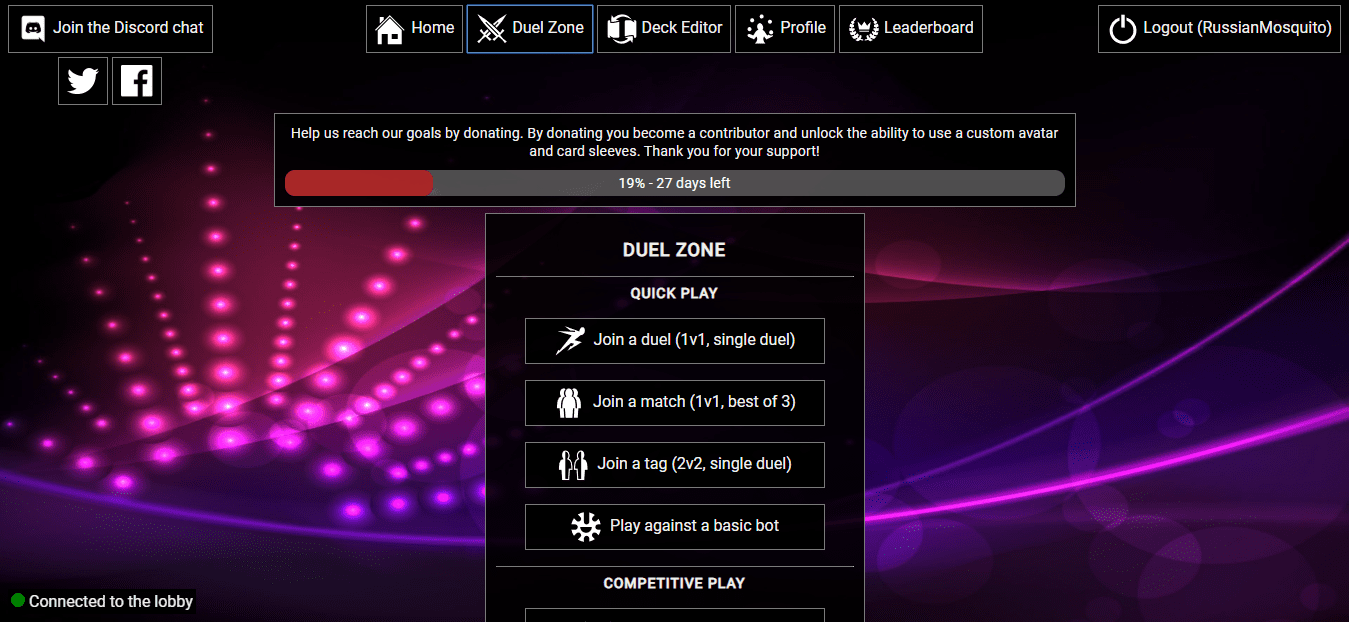 Join the Discord chat
Home
Duel Zone
Deck Editor
Profile
Leaderboard
Logout (RussianMosquito)
Help us reach our goals by donating. By donating you become a contributor and unlock the ability to use a custom avatar
and card sleeves. Thank you for your support!
19% - 27 days left
DUEL ZONE
QUICK PLAY
Join a duel (1v1, single duel)
Join a match (1v1, best of 3)
Join a tag (2v2, single duel)
Play against a basic bot
COMPETITIVE PLAY
Connected to the lobby